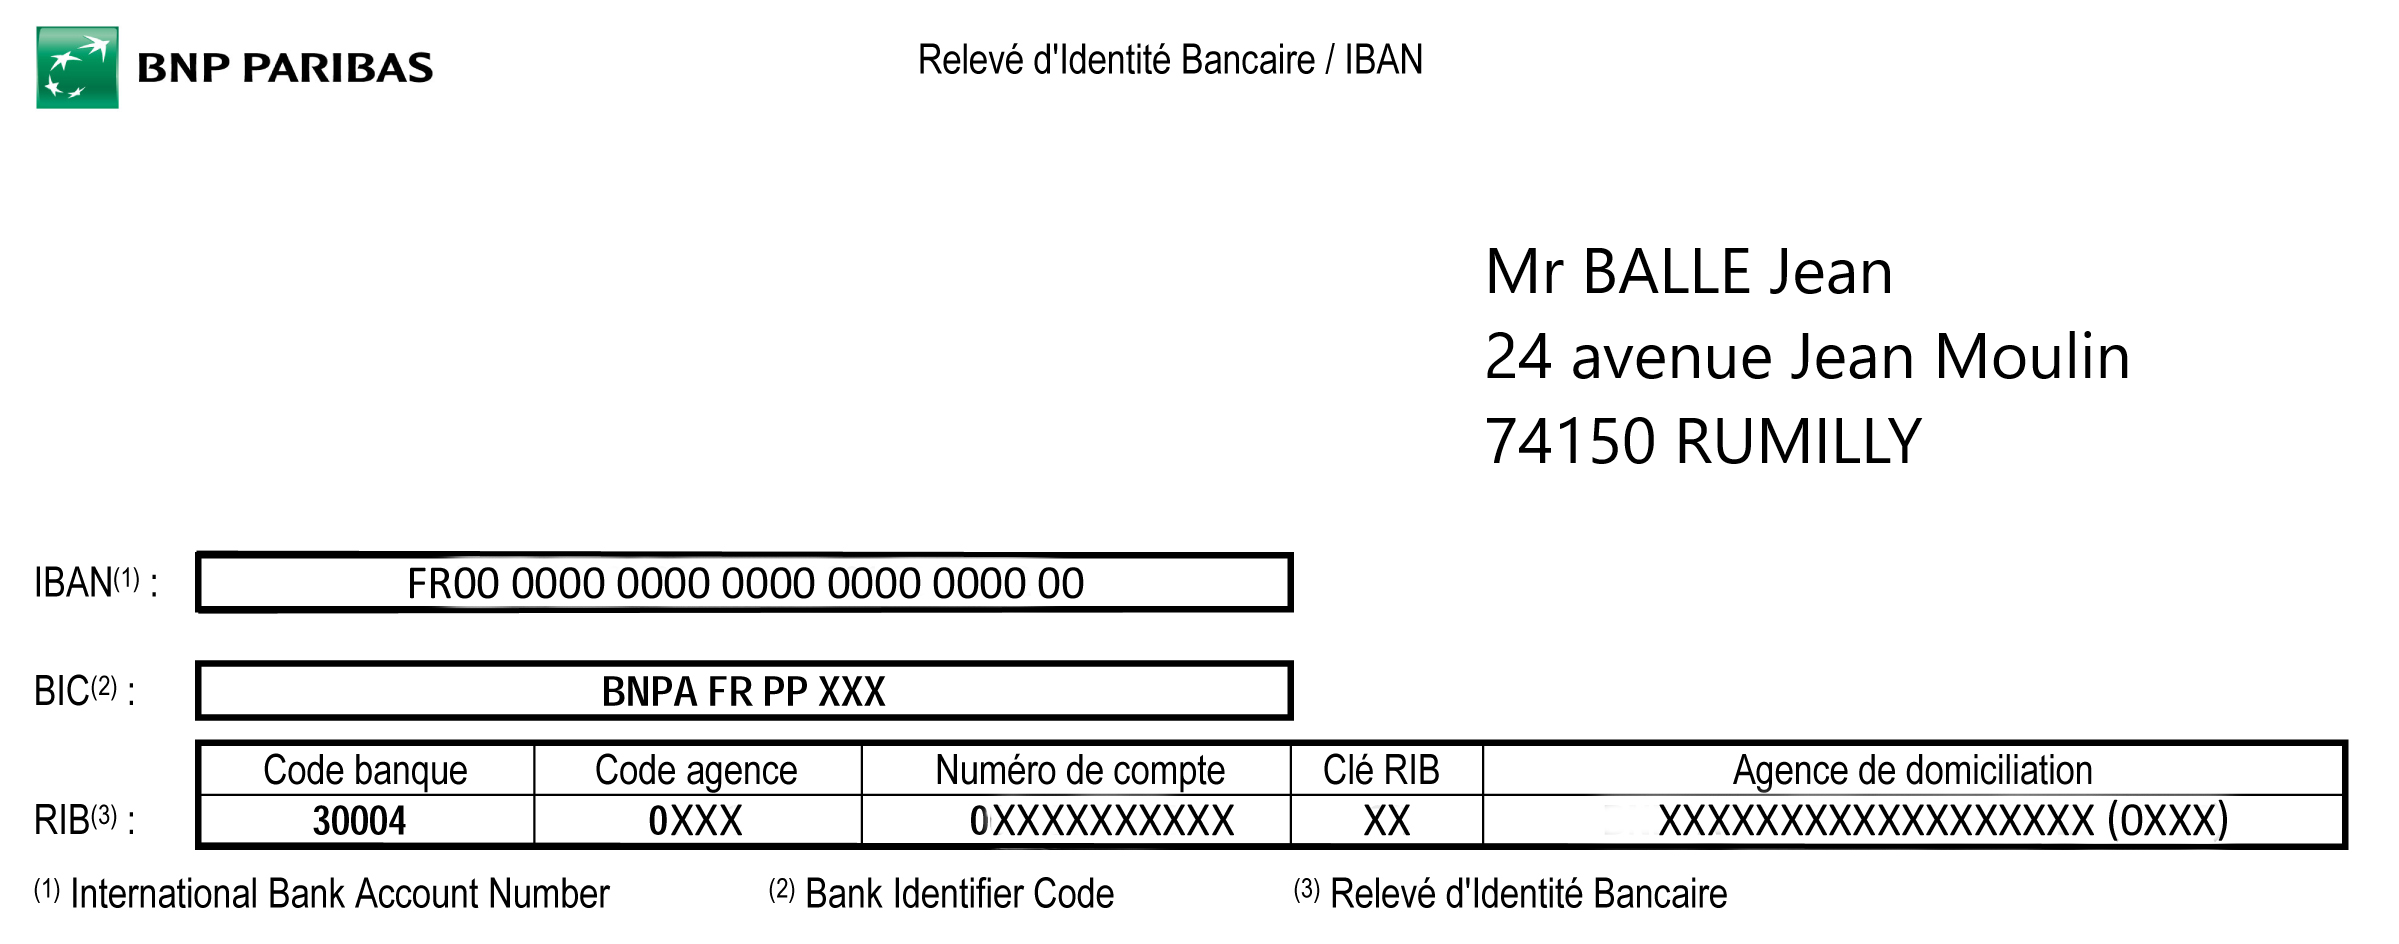 BNP PARIBAS
Relevé d'Identité Bancaire / IBAN
Mr BALLE Jean
24 avenue Jean Moulin
74150 RUMILLY
IBAN(1) : FR00 0000 0000 0000 0000 0000 00
BIC(2) : BNPA FR PP XXX
Code banque Code agence Numéro de compte Clé RIB Agence de domiciliation
RIB(3) : 30004 0XXX 0XXXXXXXXXX XX XXXXXXXXXXXXXXXXXX (0XXX)
(1) International Bank Account Number (2) Bank Identifier Code (3) Relevé d'Identité Bancaire